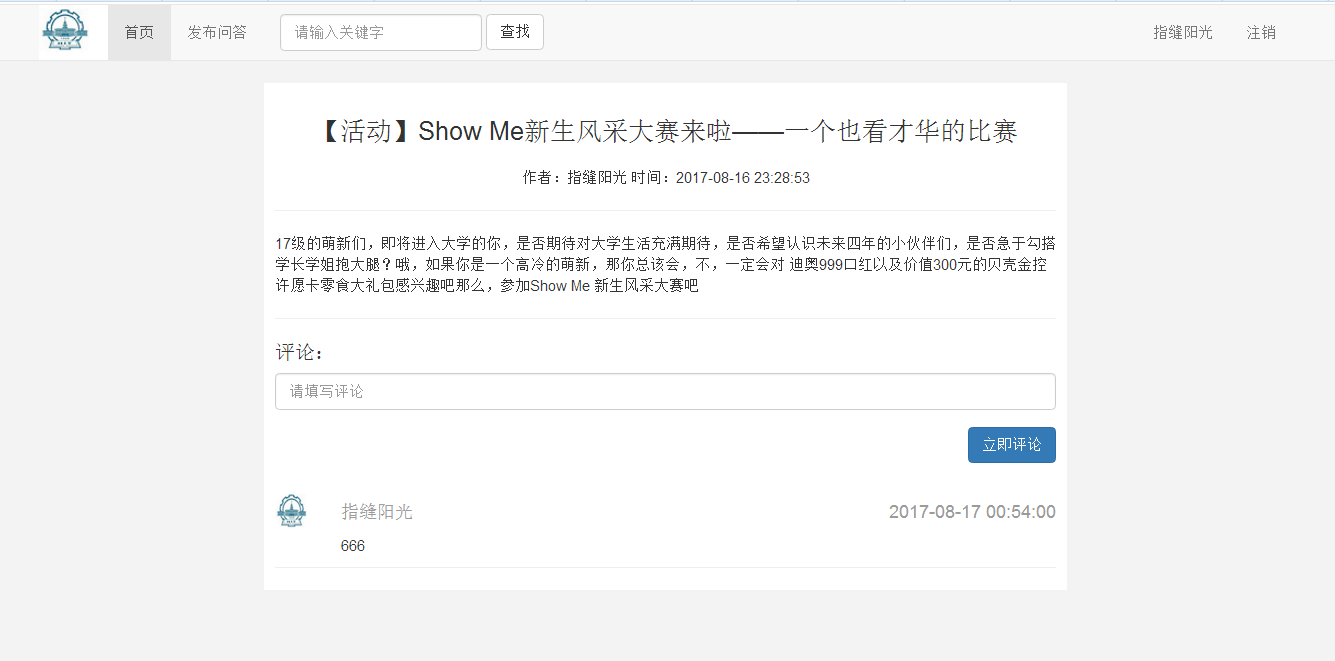 首页 发布问答 请输入关键字 查找 指缝阳光 注销
【活动】Show Me新生风采大赛来啦——一个也看才华的比赛
作者：指缝阳光 时间：2017-08-16 23:28:53
17级的萌新们，即将进入大学的你，是否期待对大学生活充满期待，是否希望认识未来四年的小伙伴们，是否急于勾搭
学长学姐抱大腿？哦，如果你是一个高冷的萌新，那你总该会，不，一定会对 迪奥999口红以及价值300元的贝壳金控
许愿卡零食大礼包感兴趣吧那么，参加Show Me 新生风采大赛吧
评论：
请填写评论
立即评论
指缝阳光 2017-08-17 00:54:00
666